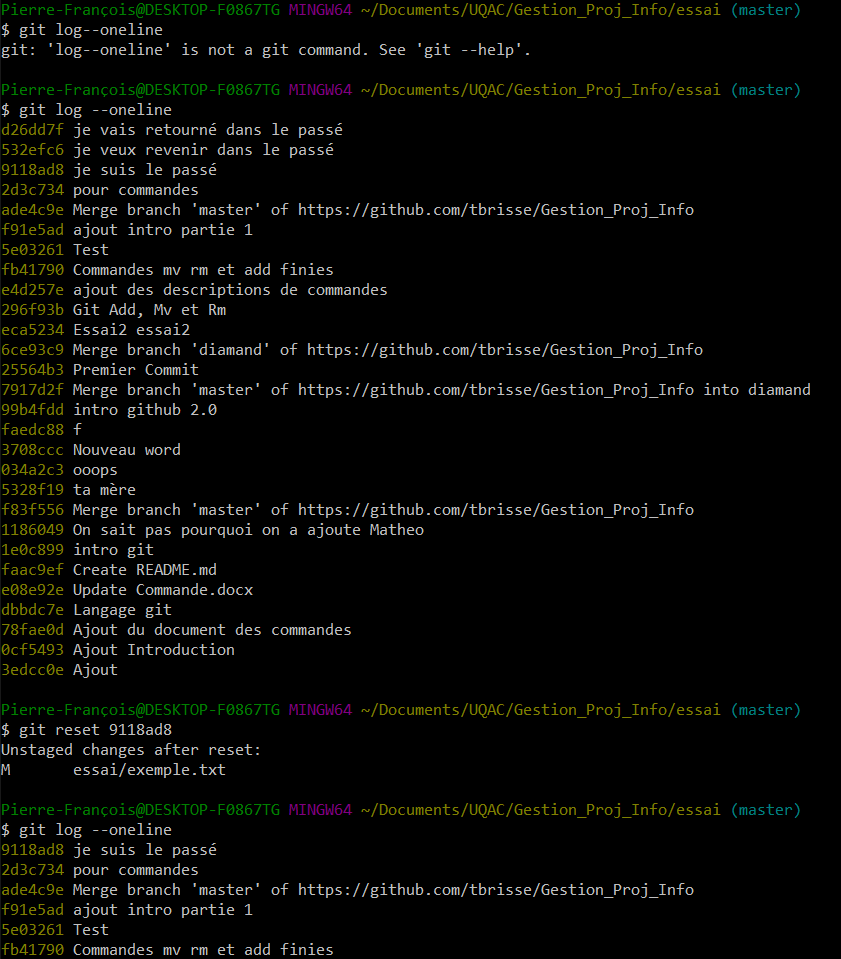 Pierre-François@DESKTOP-F0867TG MINGW64 ~/Documents/UQAC/Gestion_Proj_Info/essai (master)
$ git log--oneline
git: 'log--oneline' is not a git command. See 'git --help'.
Pierre-François@DESKTOP-F0867TG MINGW64 ~/Documents/UQAC/Gestion_Proj_Info/essai (master)
$ git log --oneline
d26dd7f je vais retourné dans le passé
532efc6 je veux revenir dans le passé
9118ad8 je suis le passé
2d3c734 pour commandes
ade4c9e Merge branch 'master' of https://github.com/tbrisse/Gestion_Proj_Info
f91e5ad ajout intro partie 1
5e03261 Test
fb41790 Commandes mv rm et add finies
e4d257e ajout des descriptions de commandes
296f93b Git Add, Mv et Rm
eca5234 Essai2 essai2
6ce93c9 Merge branch 'diamand' of https://github.com/tbrisse/Gestion_Proj_Info
25564b3 Premier Commit
7917d2f Merge branch 'master' of https://github.com/tbrisse/Gestion_Proj_Info into diamand
99b4fdd intro github 2.0
faedc88 f
3708ccc Nouveau word
034a2c3 ooops
5328f19 ta mère
f83f556 Merge branch 'master' of https://github.com/tbrisse/Gestion_Proj_Info
1186049 On sait pas pourquoi on a ajoute Matheo
1e0c899 intro git
faac9ef Create README.md
e08e92e Update Commande.docx
dbbdc7e Langage git
78fae0d Ajout du document des commandes
0cf5493 Ajout Introduction
3edcc0e Ajout
Pierre-François@DESKTOP-F0867TG MINGW64 ~/Documents/UQAC/Gestion_Proj_Info/essai (master)
$ git reset 9118ad8
Unstaged changes after reset:
M       essai/exemple.txt
Pierre-François@DESKTOP-F0867TG MINGW64 ~/Documents/UQAC/Gestion_Proj_Info/essai (master)
$ git log --oneline
9118ad8 je suis le passé
2d3c734 pour commandes
ade4c9e Merge branch 'master' of https://github.com/tbrisse/Gestion_Proj_Info
f91e5ad ajout intro partie 1
5e03261 Test
fb41790 Commandes mv rm et add finies